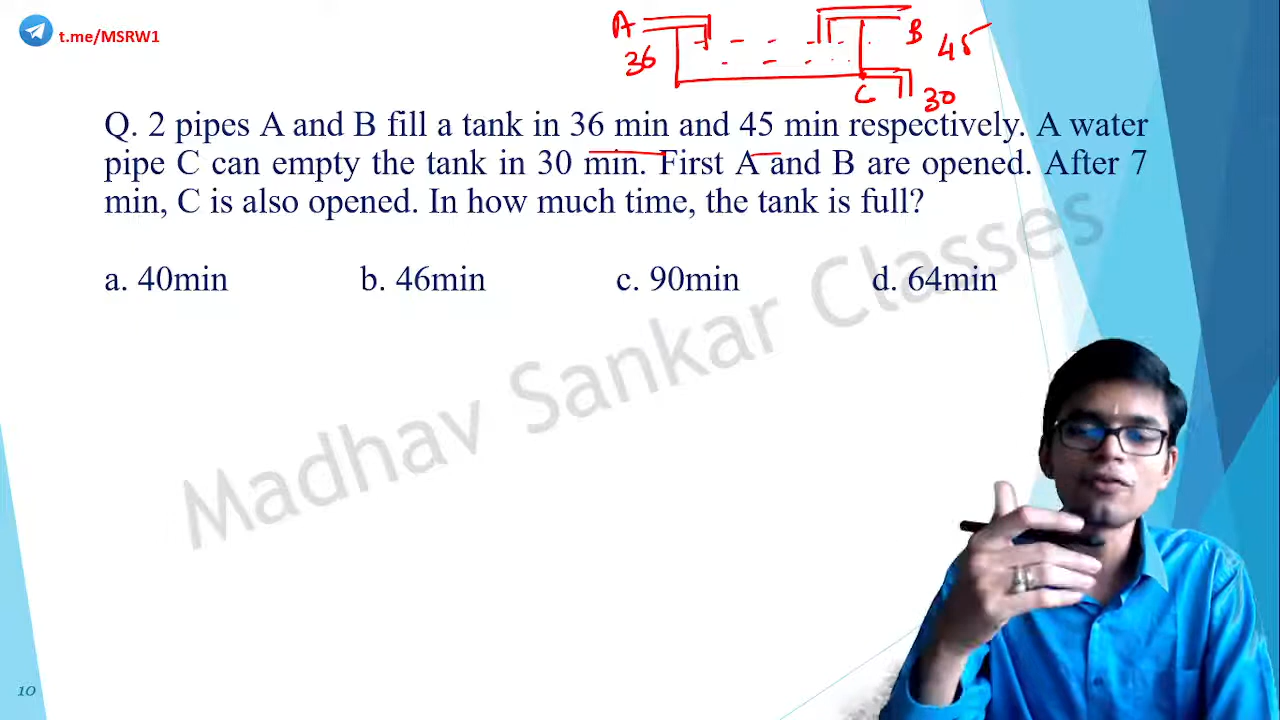 t.me/MSRW1
A
36
B 45
C 30
Q. 2 pipes A and B fill a tank in 36 min and 45 min respectively. A water
pipe C can empty the tank in 30 min. First A and B are opened. After 7
min, C is also opened. In how much time, the tank is full?
a. 40min b. 46min c. 90min d. 64min
Madhav Sankar Classes
10